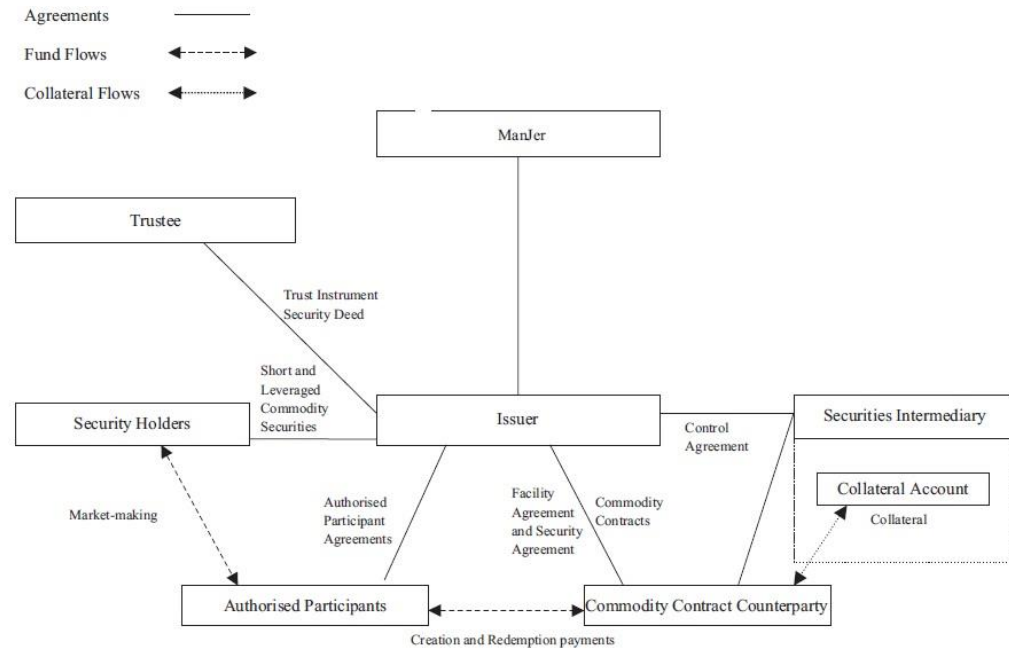 Agreements
Fund Flows
Collateral Flows
ManJer
Trustee
Trust Instrument
Security Deed
Short and
Leveraged
Commodity
Securities
Security Holders
Issuer
Securities Intermediary
Control
Agreement
Collateral Account
Collateral
Market-making
Authorised
Participant
Agreements
Facility
Agreement
and Security
Agreement
Commodity
Contracts
Authorised Participants
Commodity Contract Counterparty
Creation and Redemption payments